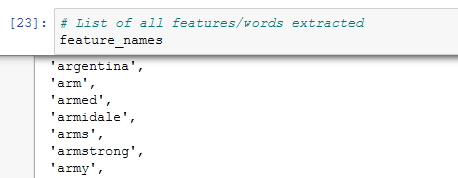 [23]: # List of all features/words extracted
feature_names
'argentina',
'arm',
'armed',
'armidale',
'arms',
'armstrong',
'army',